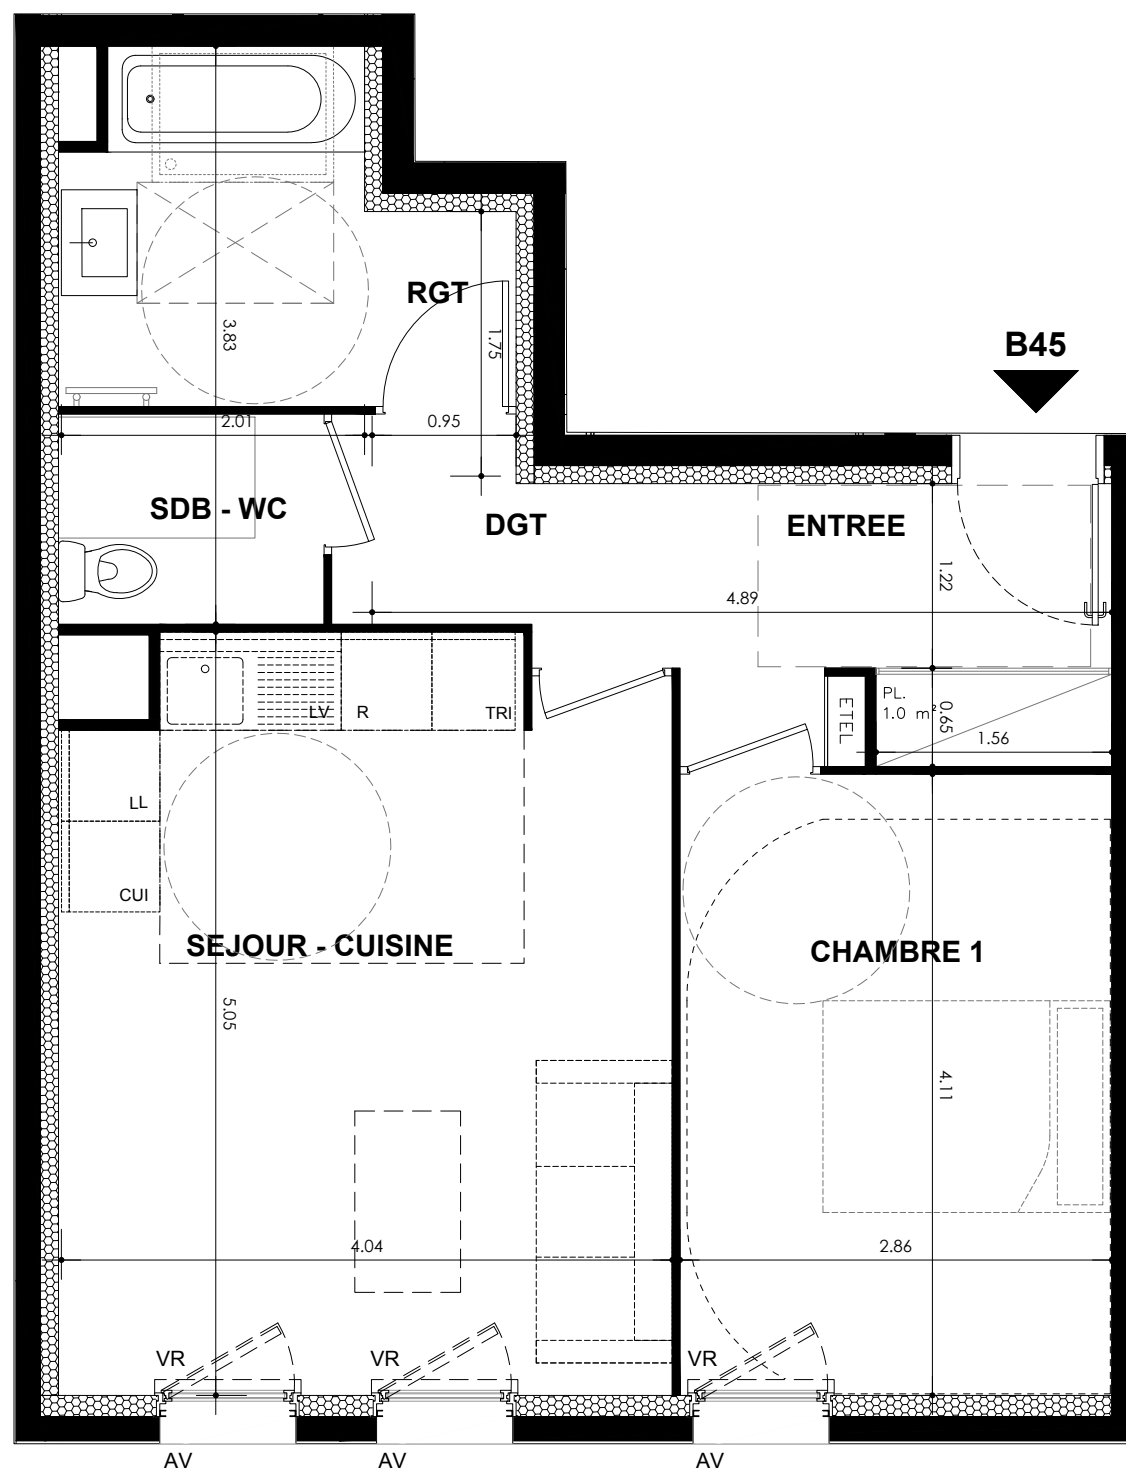 RGT
3.83
1.75
B45
2.01
0.95
SDB - WC
DGT
ENTREE
1.22
4.89
LV
R
TRI
ETEL
PL.
1.0 m²
0.65
1.56
LL
CUI
SEJOUR - CUISINE
CHAMBRE 1
5.05
4.11
4.04
2.86
VR
VR
VR
AV
AV
AV